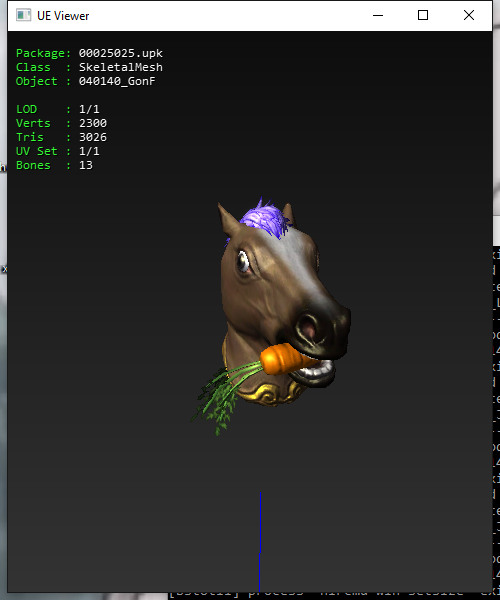 UE Viewer
Package: 00025025.upk
Class : SkeletalMesh
Object : 040140_GonF
LOD : 1/1
Verts : 2300
Tris : 3026
UV Set : 1/1
Bones : 13